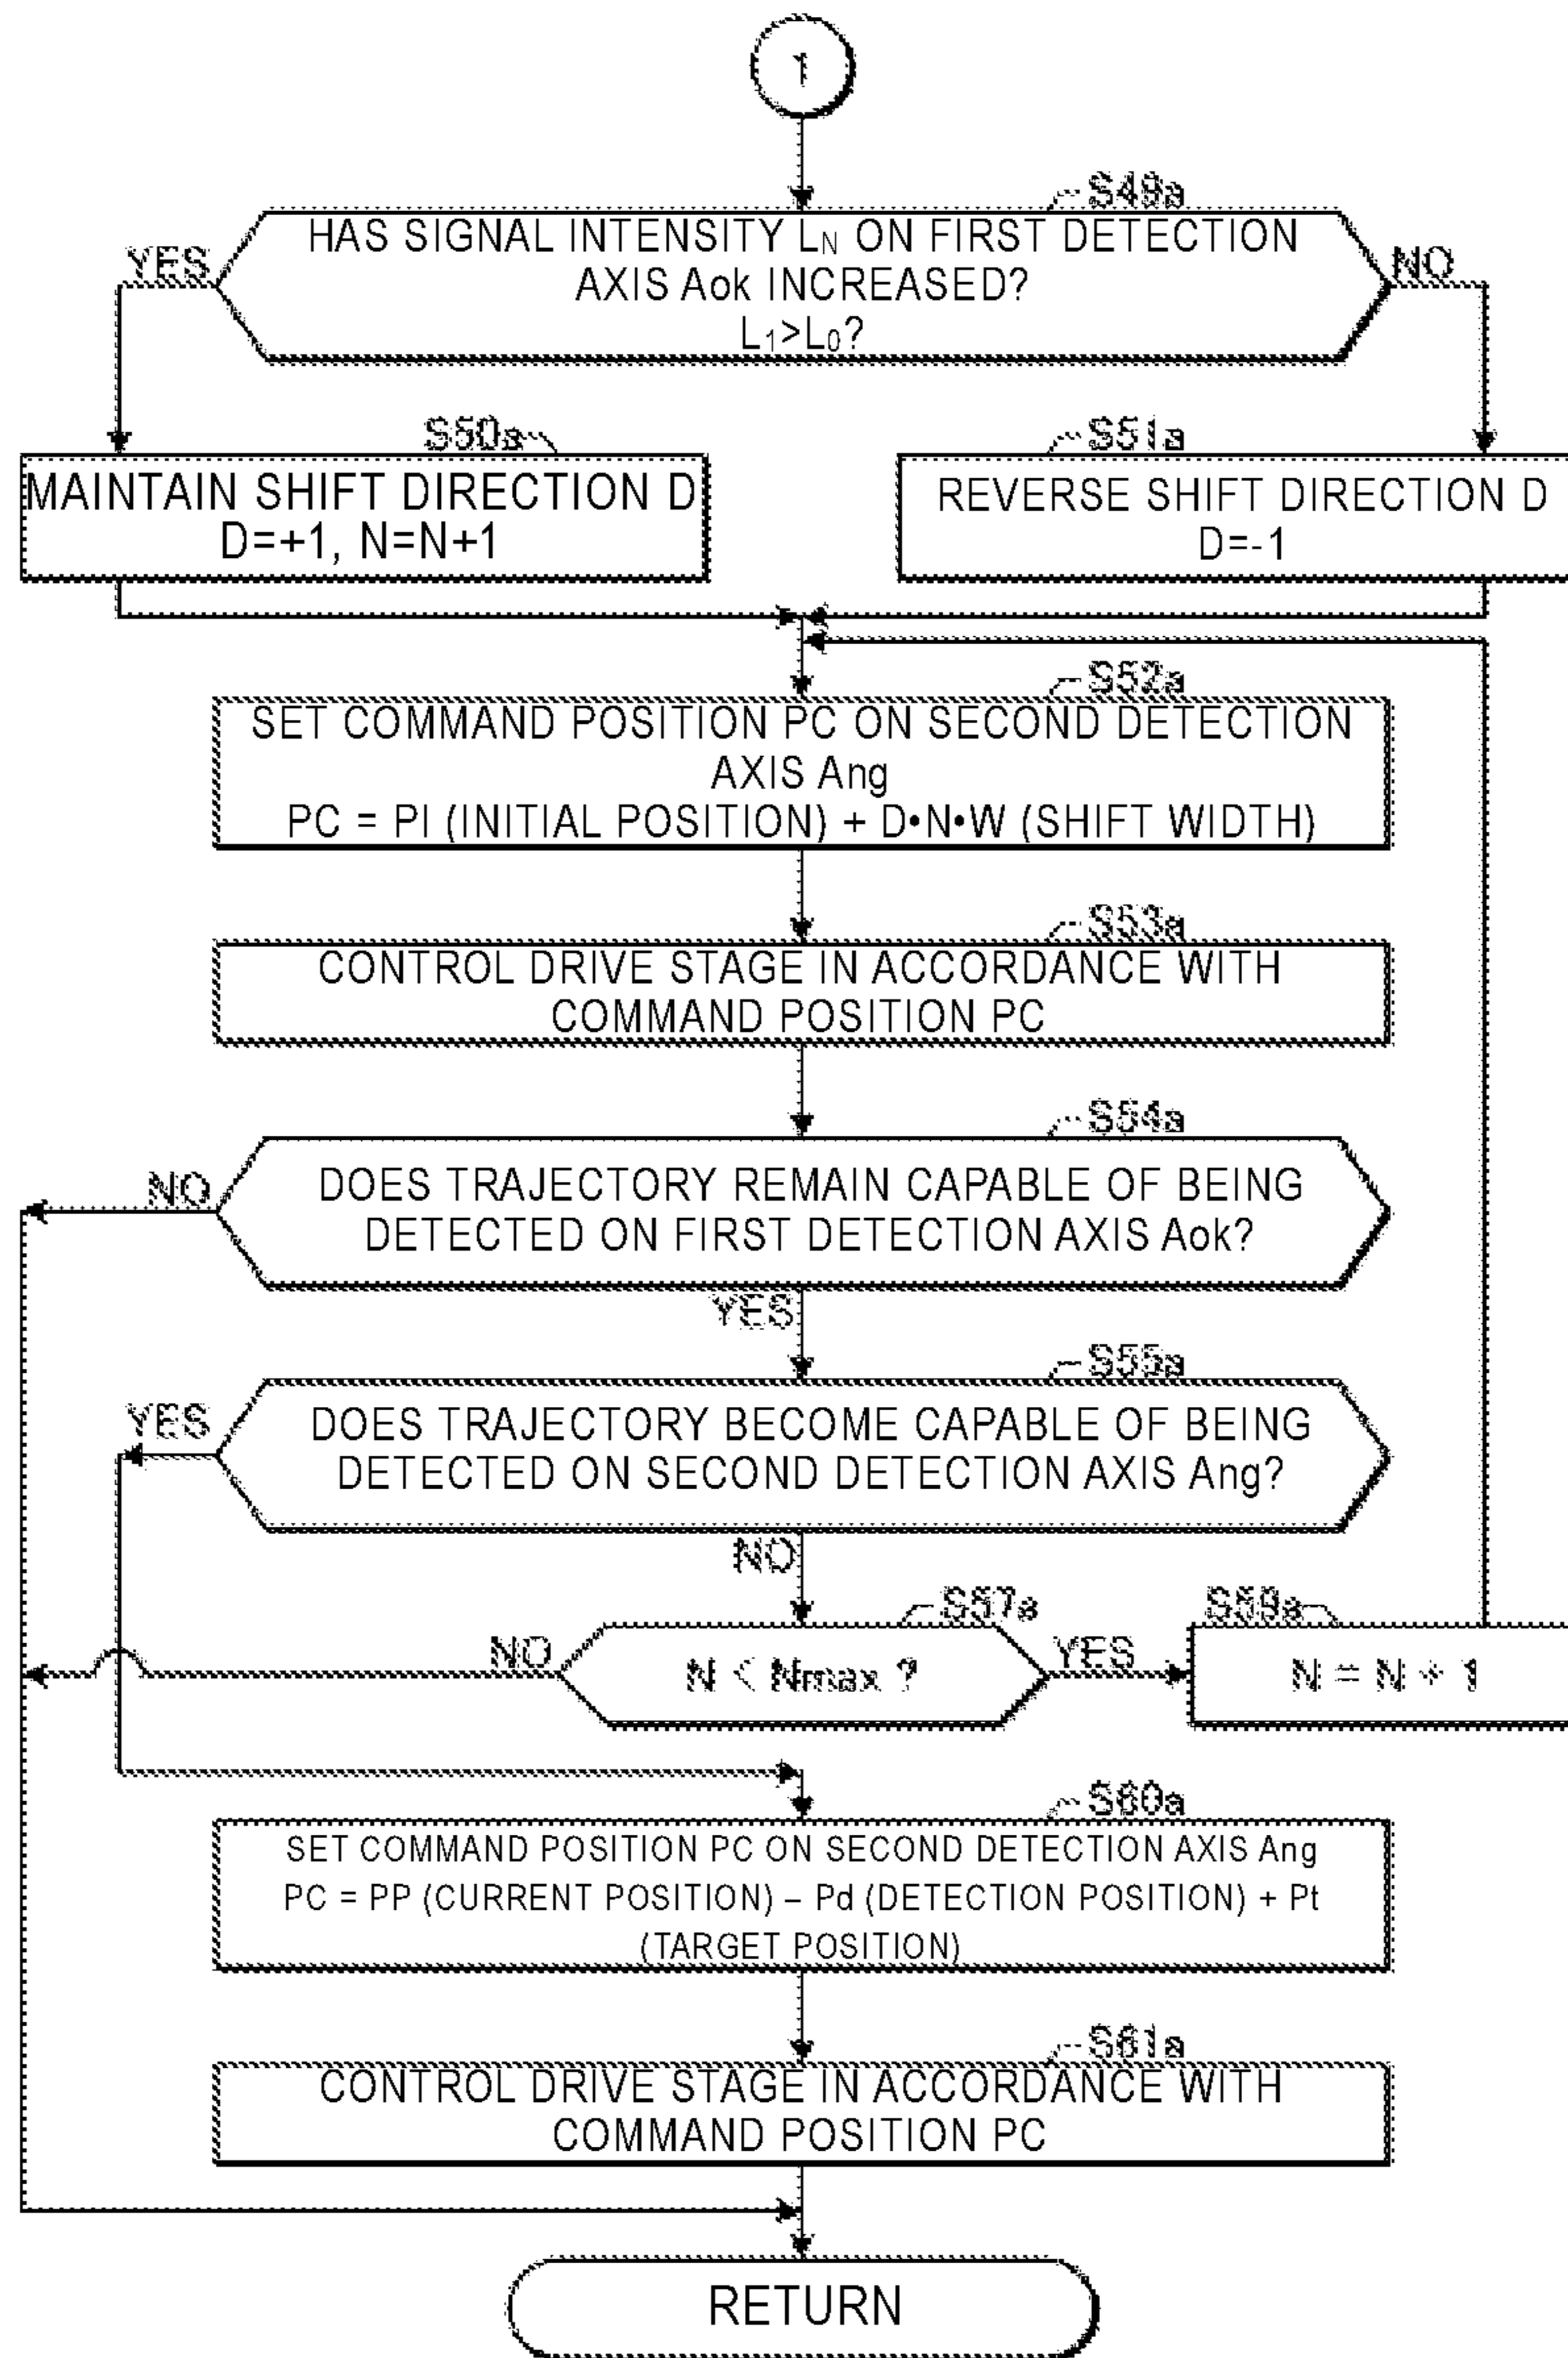 1
S49a
HAS SIGNAL INTENSITY LN ON FIRST DETECTION
AXIS Aok INCREASED?
L1>L0?
YES
NO
S50a
MAINTAIN SHIFT DIRECTION D
D=+1, N=N+1
S51a
REVERSE SHIFT DIRECTION D
D=-1
S52a
SET COMMAND POSITION PC ON SECOND DETECTION
AXIS Ang
PC = PI (INITIAL POSITION) + D•N•W (SHIFT WIDTH)
S53a
CONTROL DRIVE STAGE IN ACCORDANCE WITH
COMMAND POSITION PC
S54a
NO
DOES TRAJECTORY REMAIN CAPABLE OF BEING
DETECTED ON FIRST DETECTION AXIS Aok?
YES
S55a
YES
DOES TRAJECTORY BECOME CAPABLE OF BEING
DETECTED ON SECOND DETECTION AXIS Ang?
NO
S57a
NO
N < Nmax ?
YES
S59a
N = N + 1
S60a
SET COMMAND POSITION PC ON SECOND DETECTION AXIS Ang
PC = PP (CURRENT POSITION) – Pd (DETECTION POSITION) + Pt
(TARGET POSITION)
S61a
CONTROL DRIVE STAGE IN ACCORDANCE WITH
COMMAND POSITION PC
RETURN